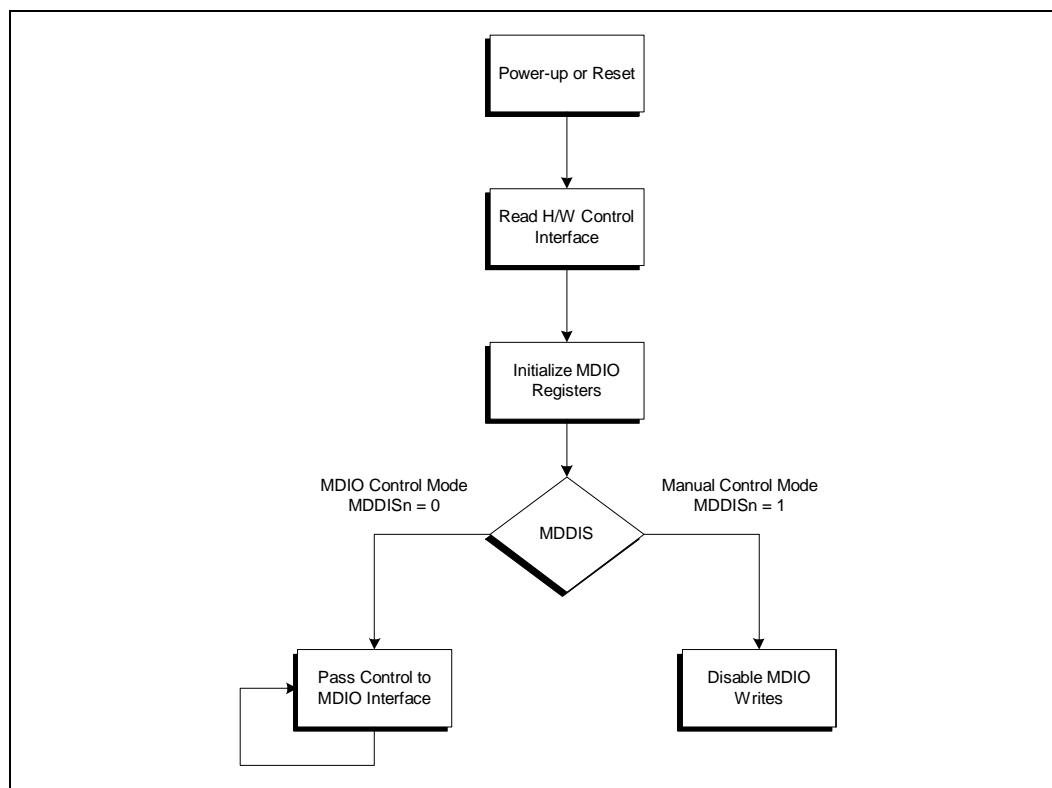 Power-up or Reset
Read H/W Control
Interface
Initialize MDIO
Registers
MDIO Control Mode
MDDISn = 0
Manual Control Mode
MDDISn = 1
MDDIS
Pass Control to
MDIO Interface
Disable MDIO
Writes